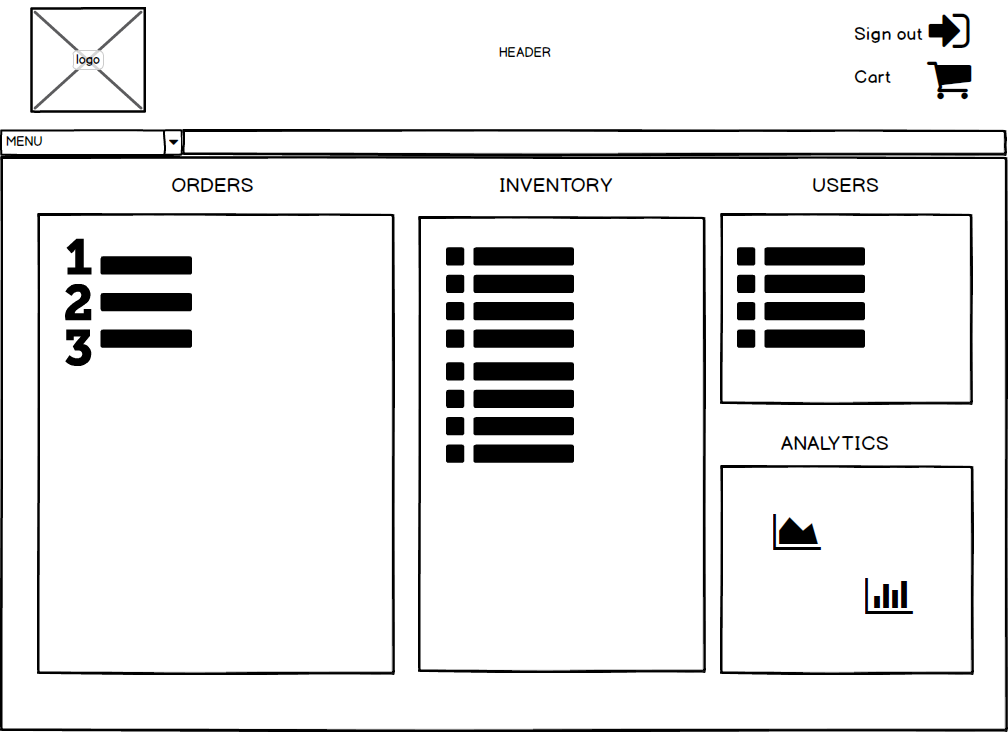 logo
HEADER
Sign out
Cart
MENU
ORDERS
INVENTORY
USERS
1
2
3
ANALYTICS